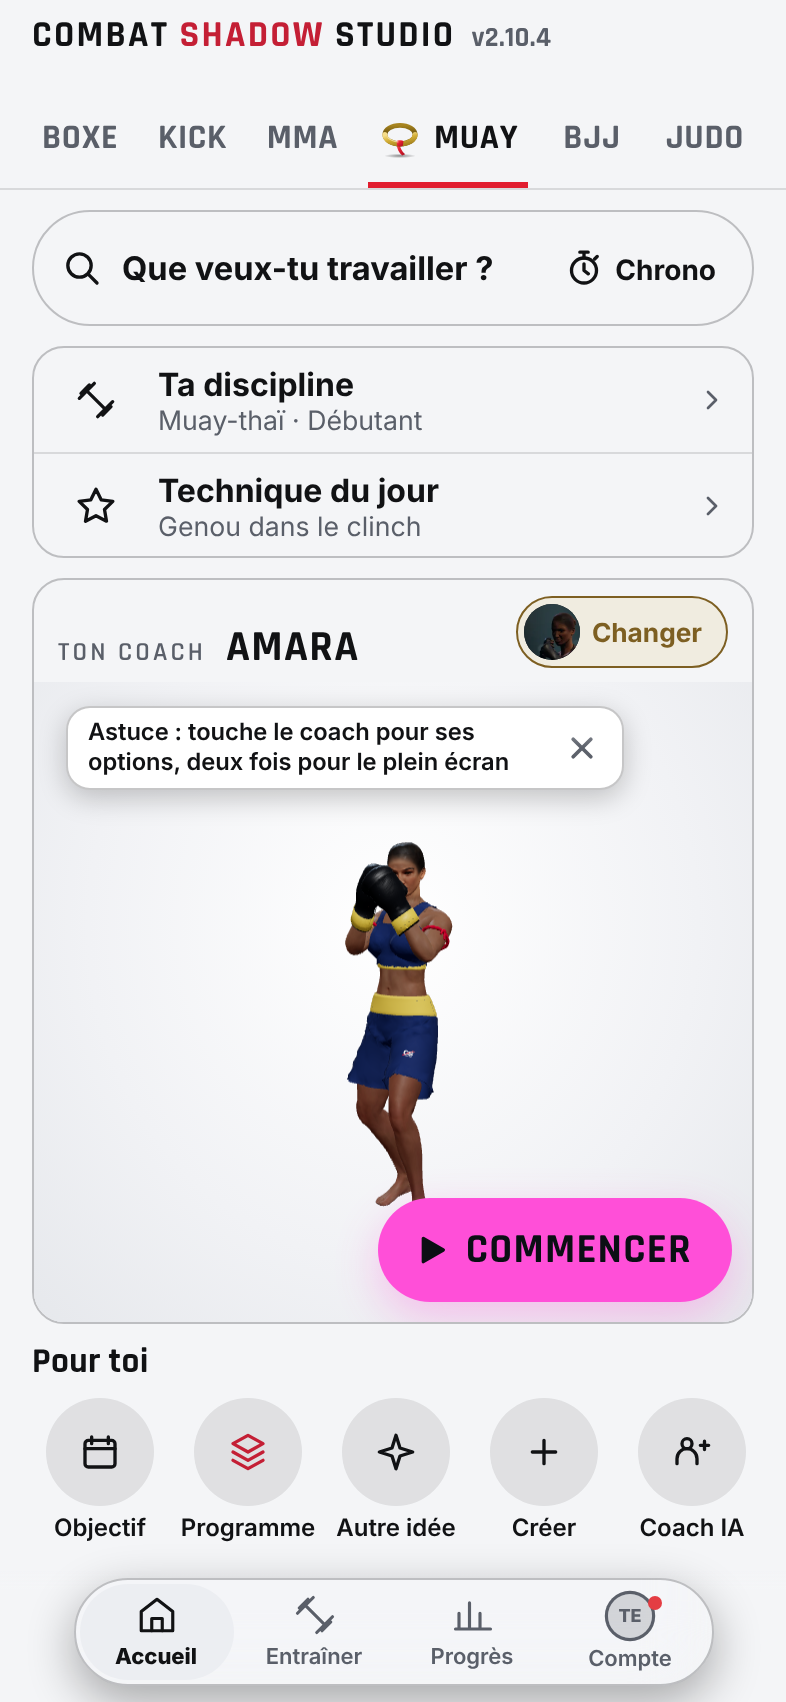 COMBAT SHADOW STUDIO v2.10.4
BOXE KICK MMA MUAY BJJ JUDO
Que veux-tu travailler ? Chrono
Ta discipline
Muay-thaï · Débutant
Technique du jour
Genou dans le clinch
TON COACH AMARA Changer
Astuce : touche le coach pour ses
options, deux fois pour le plein écran
COMMENCER
Pour toi
Objectif Programme Autre idée Créer Coach IA
TE
Accueil Entraîner Progrès Compte